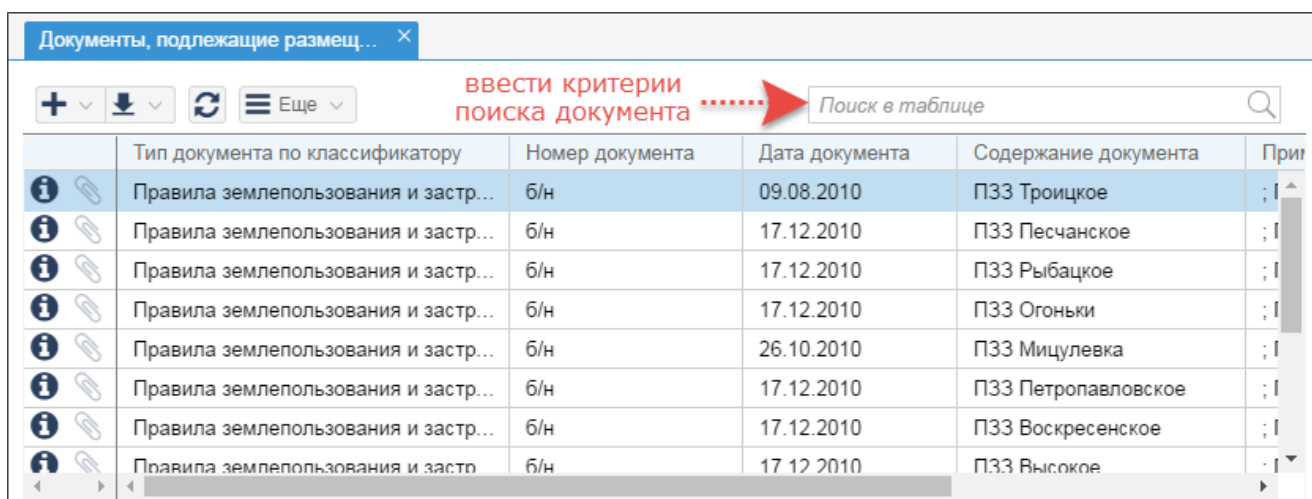 Документы, подлежащие размещ... ×
Еще
ввести критерии
поиска документа
Поиск в таблице
Тип документа по классификатору Номер документа Дата документа Содержание документа
Правила землепользования и застр... б/н 09.08.2010 ПЗЗ Троицкое
Правила землепользования и застр... б/н 17.12.2010 ПЗЗ Песчанское
Правила землепользования и застр... б/н 17.12.2010 ПЗЗ Рыбацкое
Правила землепользования и застр... б/н 17.12.2010 ПЗЗ Огоньки
Правила землепользования и застр... б/н 26.10.2010 ПЗЗ Мицулевка
Правила землепользования и застр... б/н 17.12.2010 ПЗЗ Петропавловское
Правила землепользования и застр... б/н 17.12.2010 ПЗЗ Воскресенское
Правила землепользования и застр б/н 17.12.2010 ПЗЗ Высокое